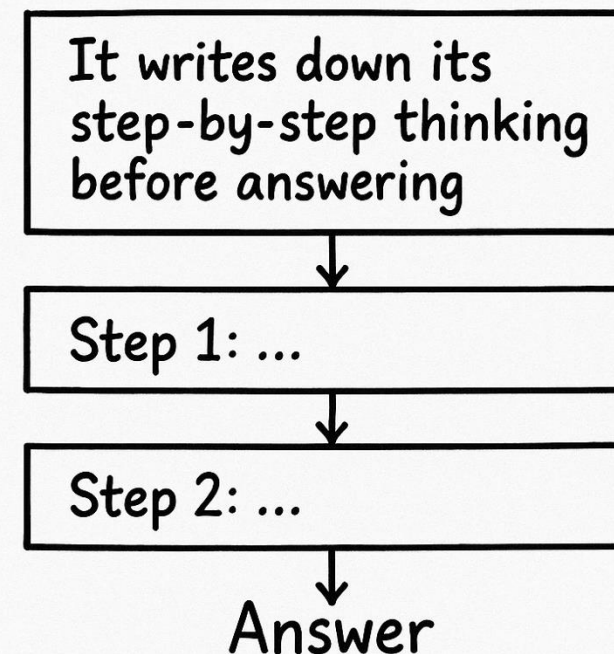 It writes down its
step-by-step thinking
before answering
Step 1: ...
Step 2: ...
Answer